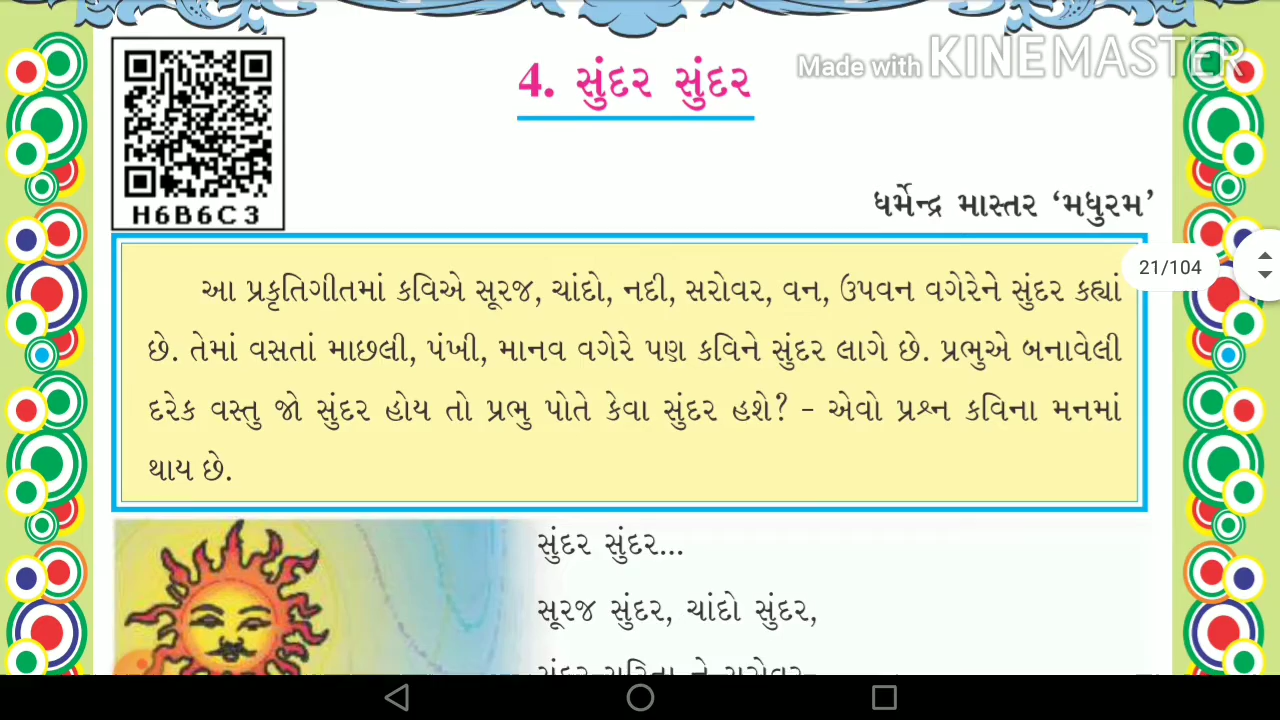 Made with KINEMASTER
4. સુંદર સુંદર
H6B6C3
ધર્મેન્દ્ર માસ્તર ‘મધુરમ’
21/104
આ પ્રકૃતિગીતમાં કવિએ સૂરજ, ચાંદો, નદી, સરોવર, વન, ઉપવન વગેરેને સુંદર કહ્યાં
છે. તેમાં વસતાં માછલી, પંખી, માનવ વગેરે પણ કવિને સુંદર લાગે છે. પ્રભુએ બનાવેલી
દરેક વસ્તુ જો સુંદર હોય તો પ્રભુ પોતે કેવા સુંદર હશે? - એવો પ્રશ્ન કવિના મનમાં
થાય છે.
સુંદર સુંદર...
સૂરજ સુંદર, ચાંદો સુંદર,